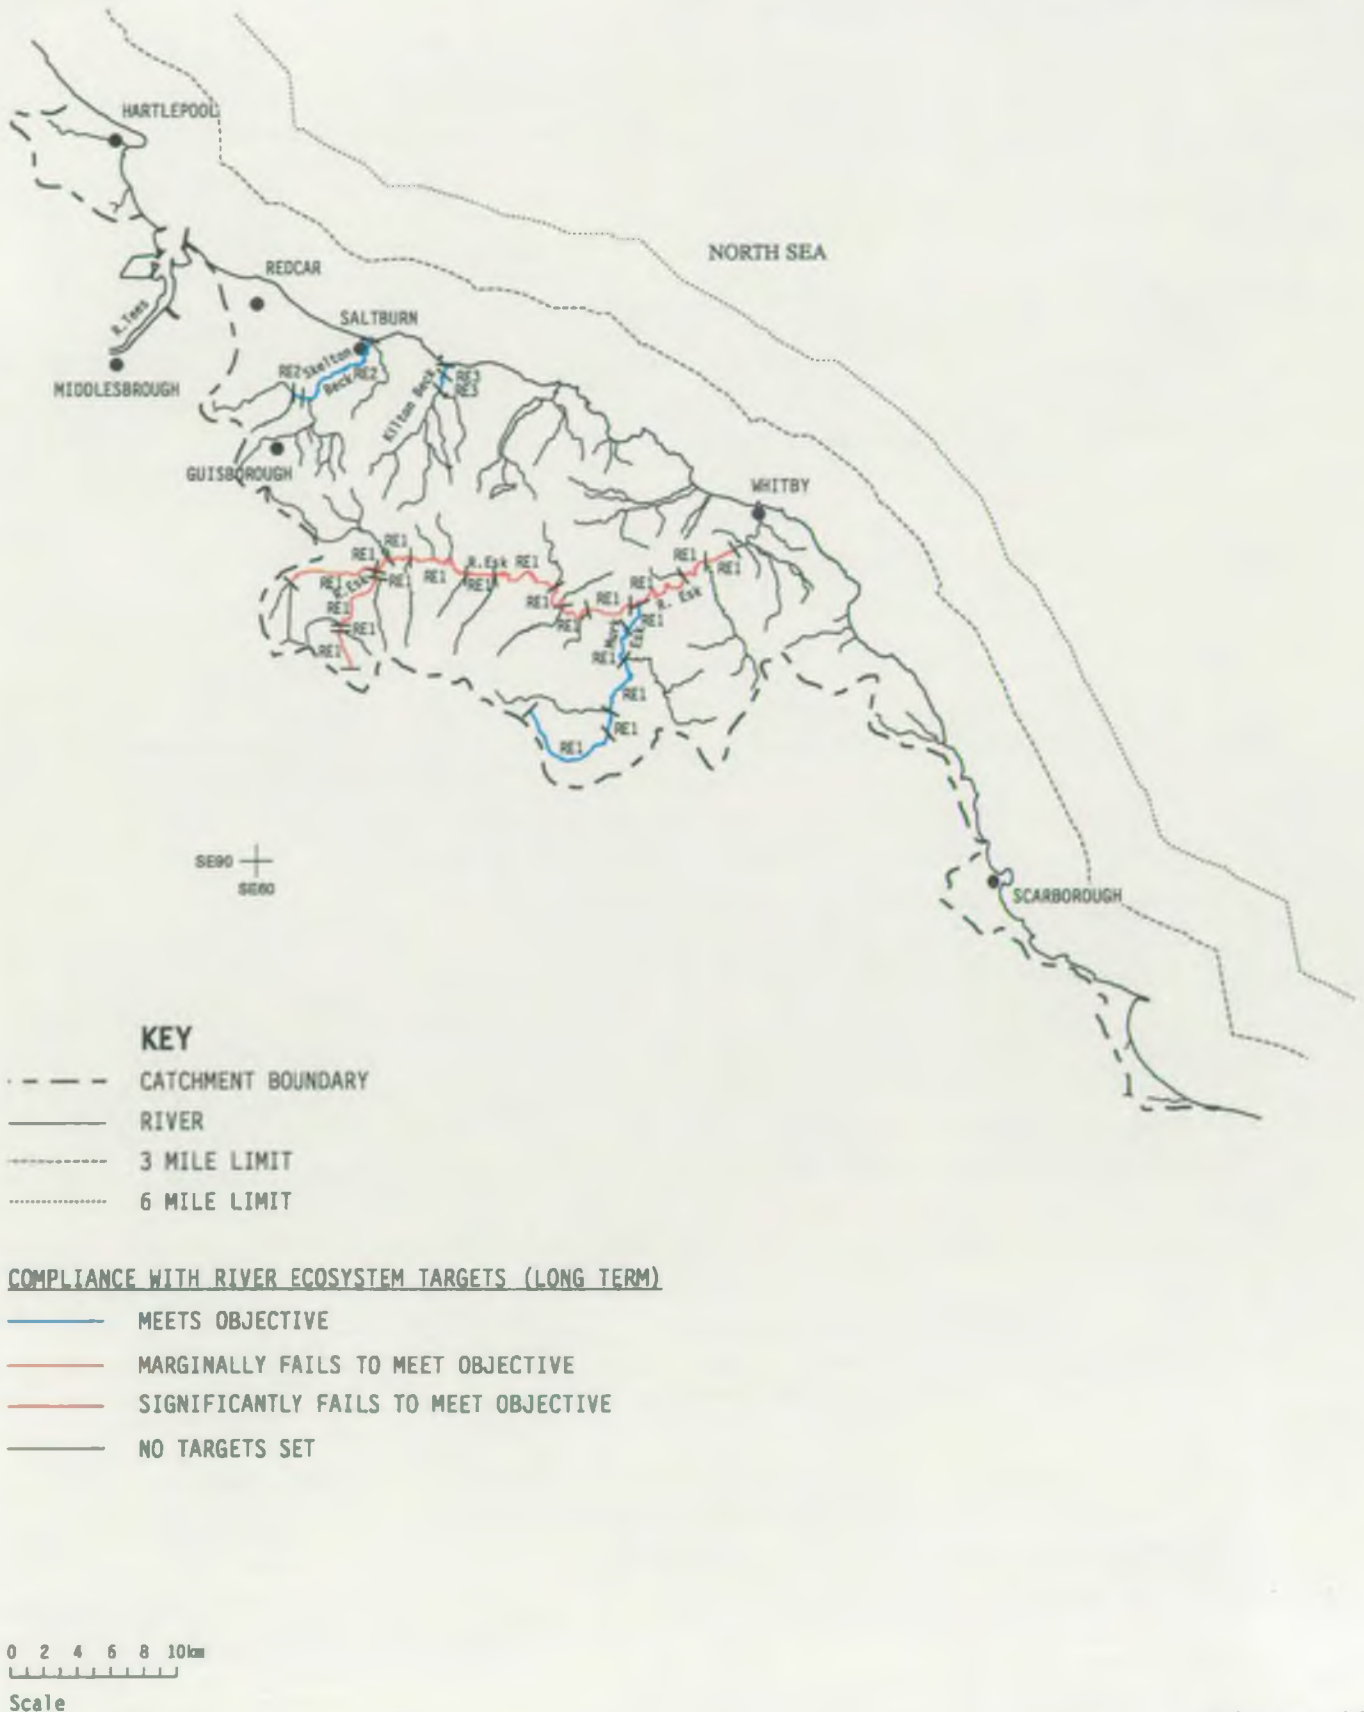 HARTLEPOOL
NORTH SEA
REDCAR
R.Tees
SALTBURN
MIDDLESBROUGH
RE2
Skelton
Beck
RE2
Kilton Beck
RE3
RE3
GUISBOROUGH
WHITBY
RE1
RE1
R.Esk
RE1
RE1
RE1
RE1
RE1
RE1
R.Esk
RE1
RE1
RE1
RE1
RE1
RE1
RE1
R. Esk
RE1
RE1
RE1
Esk
RE1
RE1
RE1
RE1
SE90
SE60
SCARBOROUGH
KEY
CATCHMENT BOUNDARY
RIVER
3 MILE LIMIT
6 MILE LIMIT
COMPLIANCE WITH RIVER ECOSYSTEM TARGETS (LONG TERM)
MEETS OBJECTIVE
MARGINALLY FAILS TO MEET OBJECTIVE
SIGNIFICANTLY FAILS TO MEET OBJECTIVE
NO TARGETS SET
0 2 4 6 8 10km
Scale